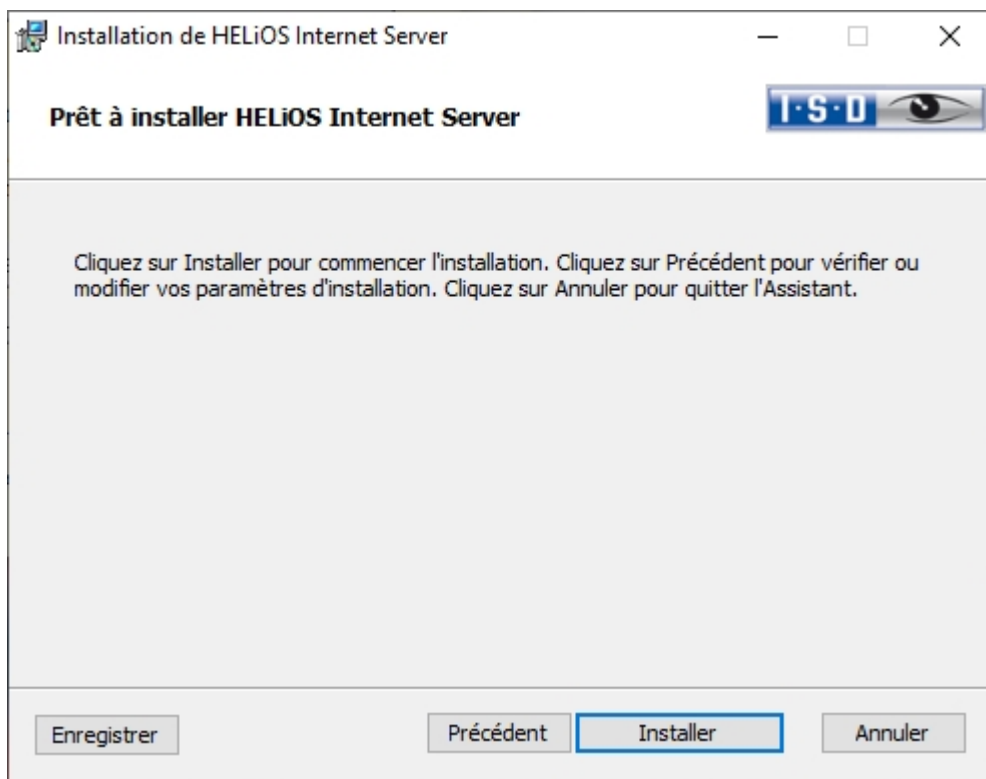 Installation de HELiOS Internet Server
Prêt à installer HELiOS Internet Server
I·S·D
Cliquez sur Installer pour commencer l'installation. Cliquez sur Précédent pour vérifier ou
modifier vos paramètres d'installation. Cliquez sur Annuler pour quitter l'Assistant.
Enregistrer
Précédent
Installer
Annuler